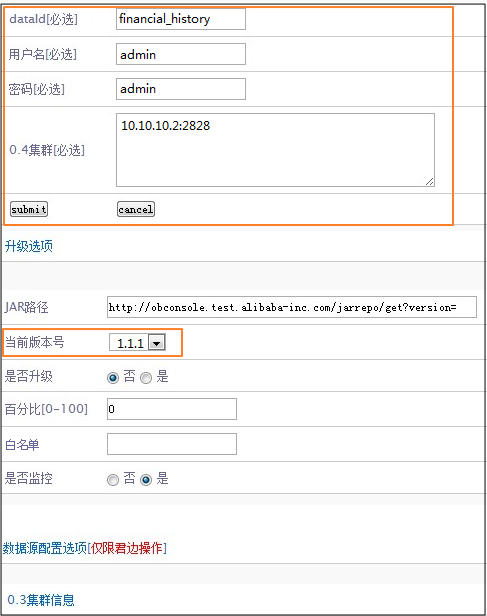 dataId[必选] financial_history
用户名[必选] admin
密码[必选] admin
0.4集群[必选] 10.10.10.2:2828
submit cancel
升级选项
JAR路径 http://obconsole.test.alibaba-inc.com/jarrepo/get?version=
当前版本号 1.1.1
是否升级 否 是
百分比[0-100] 0
白名单
是否监控 否 是
数据源配置选项[仅限君边操作]
0.3集群信息